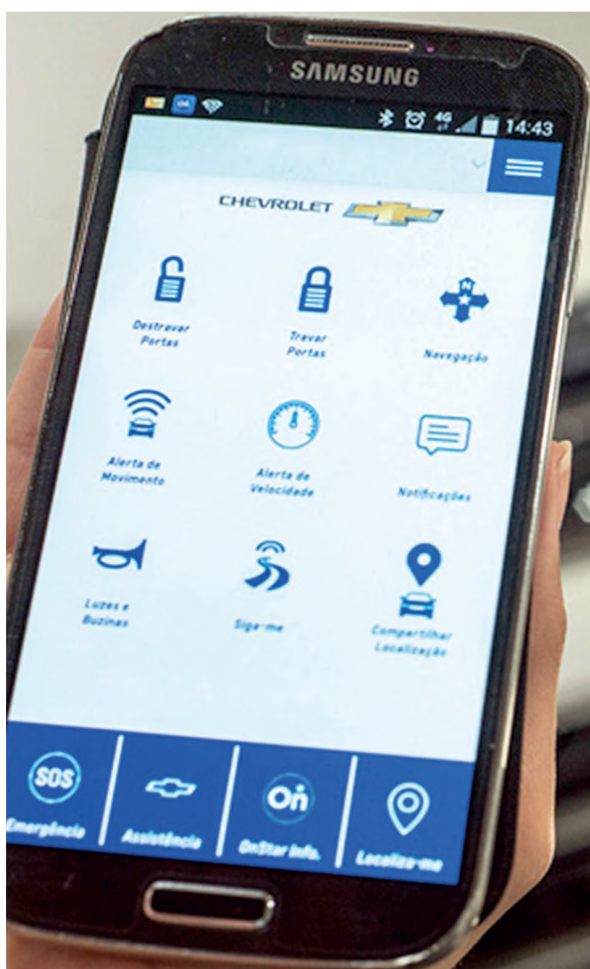 SAMSUNG
4G 14:43
CHEVROLET
Destravar
Portas
Travar
Portas
N
Navegação
Alerta de
Movimento
Alerta de
Velocidade
Notificações
Luzes e
Buzinas
Siga-me
Compartilhar
Localização
SOS
Emergência
Assistência
On
OnStar Info.
Localiza-me